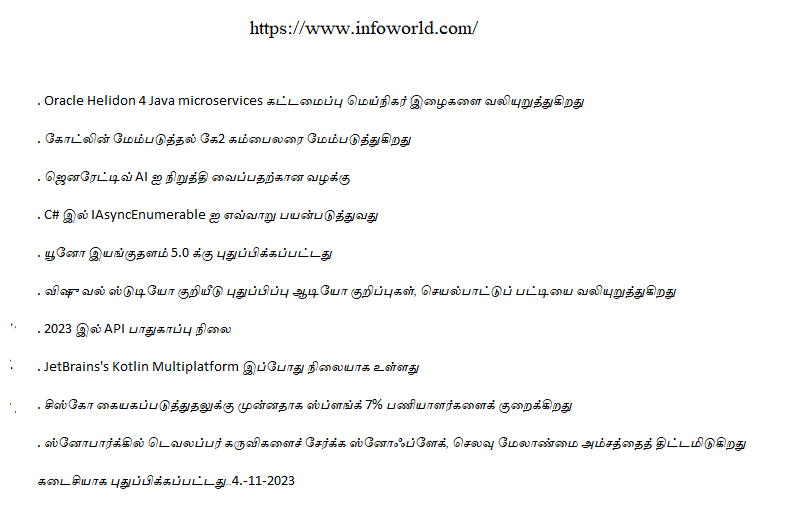 https://www.infoworld.com/
. Oracle Helidon 4 Java microservices கட்டமைப்பு மெய்நிகர் இழைகளை வலியுறுத்துகிறது
. கோட்லின் மேம்படுத்தல் கே2 கம்பைலரை மேம்படுத்துகிறது
. ஜெனரேட்டிவ் AI ஐ நிறுத்தி வைப்பதற்கான வழக்கு
. C# இல் IAsyncEnumerable ஐ எவ்வாறு பயன்படுத்துவது
. யூனோ இயங்குதளம் 5.0 க்கு புதுப்பிக்கப்பட்டது
. விஷுவல் ஸ்டுடியோ குறியீடு புதுப்பிப்பு ஆடியோ குறிப்புகள், செயல்பாட்டுப் பட்டியை வலியுறுத்துகிறது
. 2023 இல் API பாதுகாப்பு நிலை
. JetBrains's Kotlin Multiplatform இப்போது நிலையாக உள்ளது
. சிஸ்கோ கையகப்படுத்துதலுக்கு முன்னதாக ஸ்ப்ளங்க் 7% பணியாளர்களைக் குறைக்கிறது
. ஸ்னோபார்க்கில் டெவலப்பர் கருவிகளைச் சேர்க்க ஸ்னோஃப்ளேக், செலவு மேலாண்மை அம்சத்தைத் திட்டமிடுகிறது
கடைசியாக புதுப்பிக்கப்பட்டது..4.-11-2023